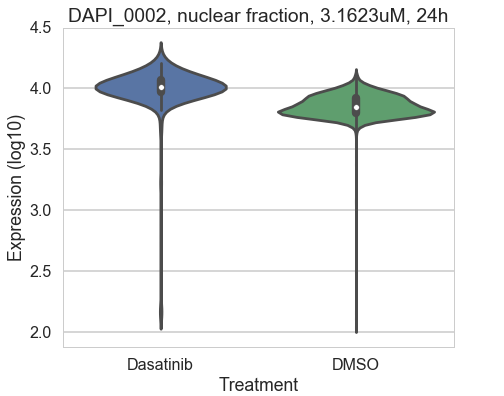 DAPI_0002, nuclear fraction, 3.1623uM, 24h
4.5
4.0
3.5
3.0
2.5
2.0
Expression (log10)
Dasatinib DMSO
Treatment